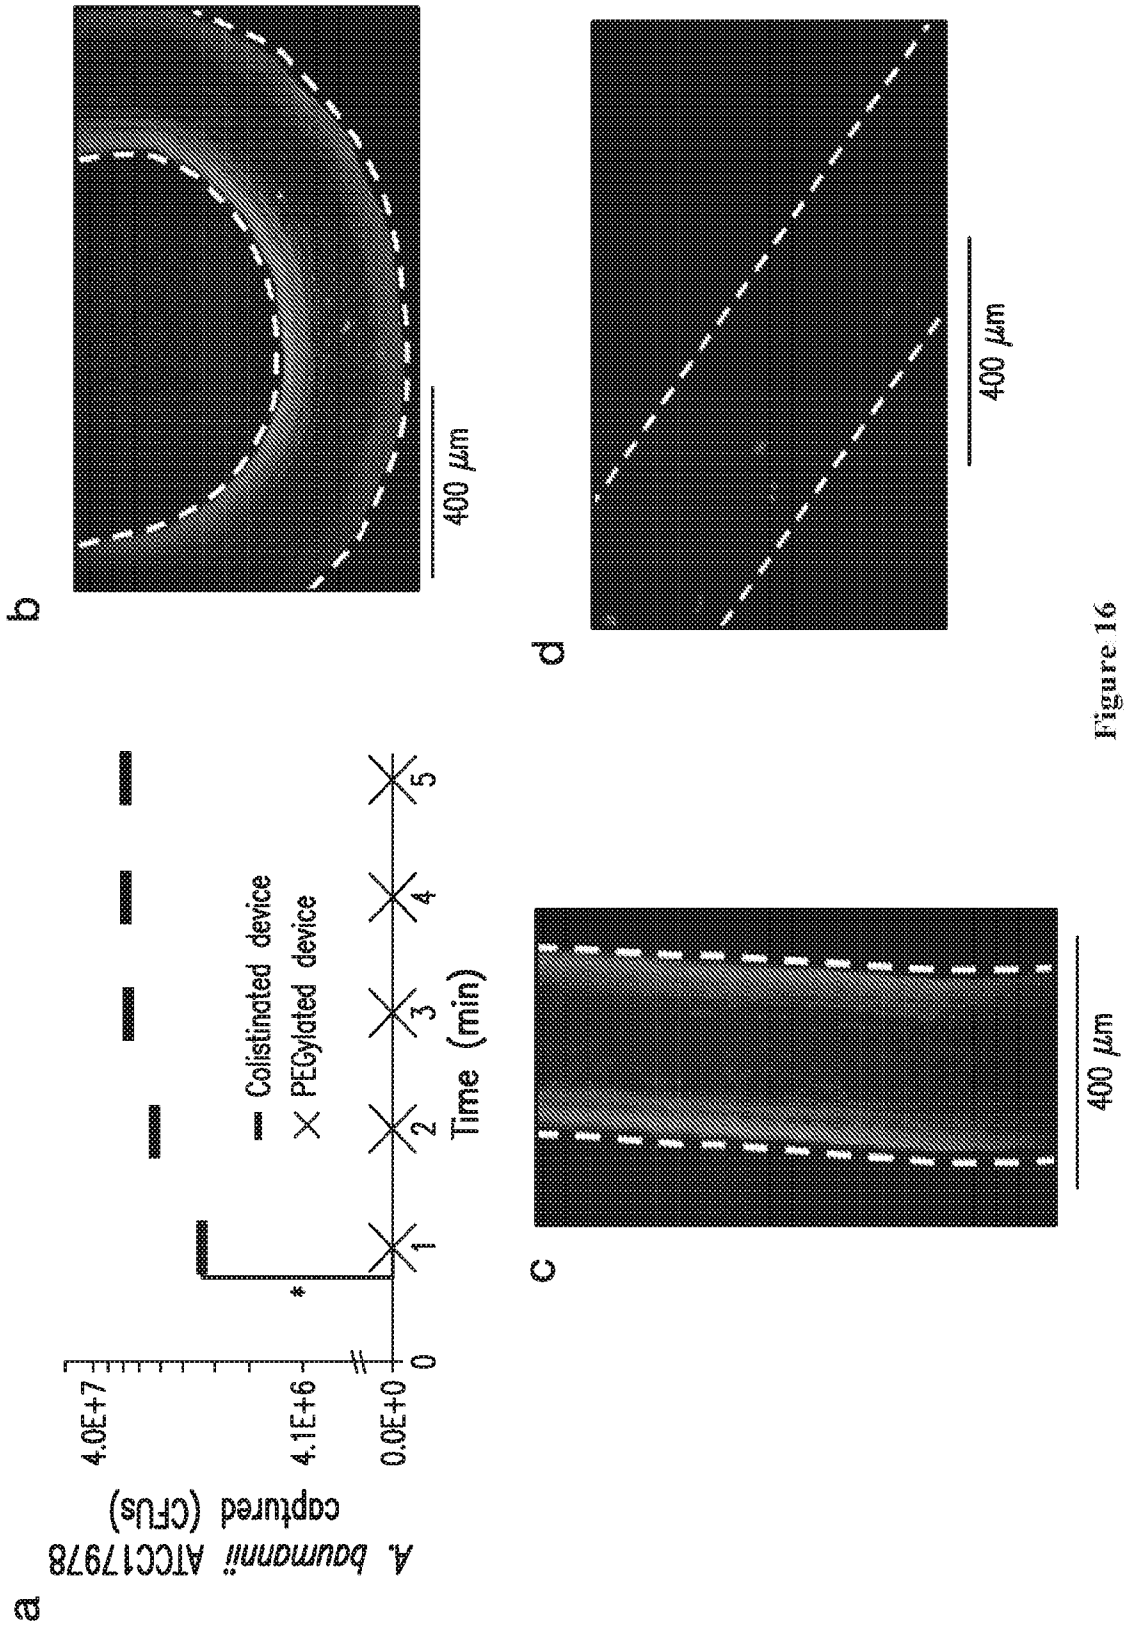 a
A. baumannii ATCC17978
captured (CFUs)
4.0E+7
4.1E+6
0.0E+0
*
Colistinated device
PEGylated device
0 1 2 3 4 5
Time (min)
b
400 μm
c
400 μm
d
400 μm
Figure 16